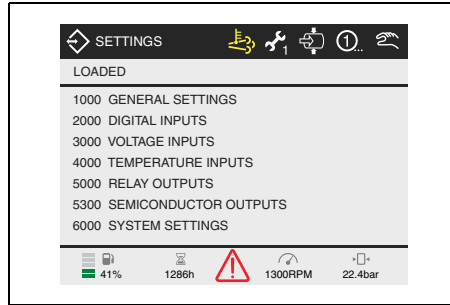 SETTINGS 1 1...
LOADED
1000 GENERAL SETTINGS
2000 DIGITAL INPUTS
3000 VOLTAGE INPUTS
4000 TEMPERATURE INPUTS
5000 RELAY OUTPUTS
5300 SEMICONDUCTOR OUTPUTS
6000 SYSTEM SETTINGS
41% 1286h 1300RPM 22.4bar